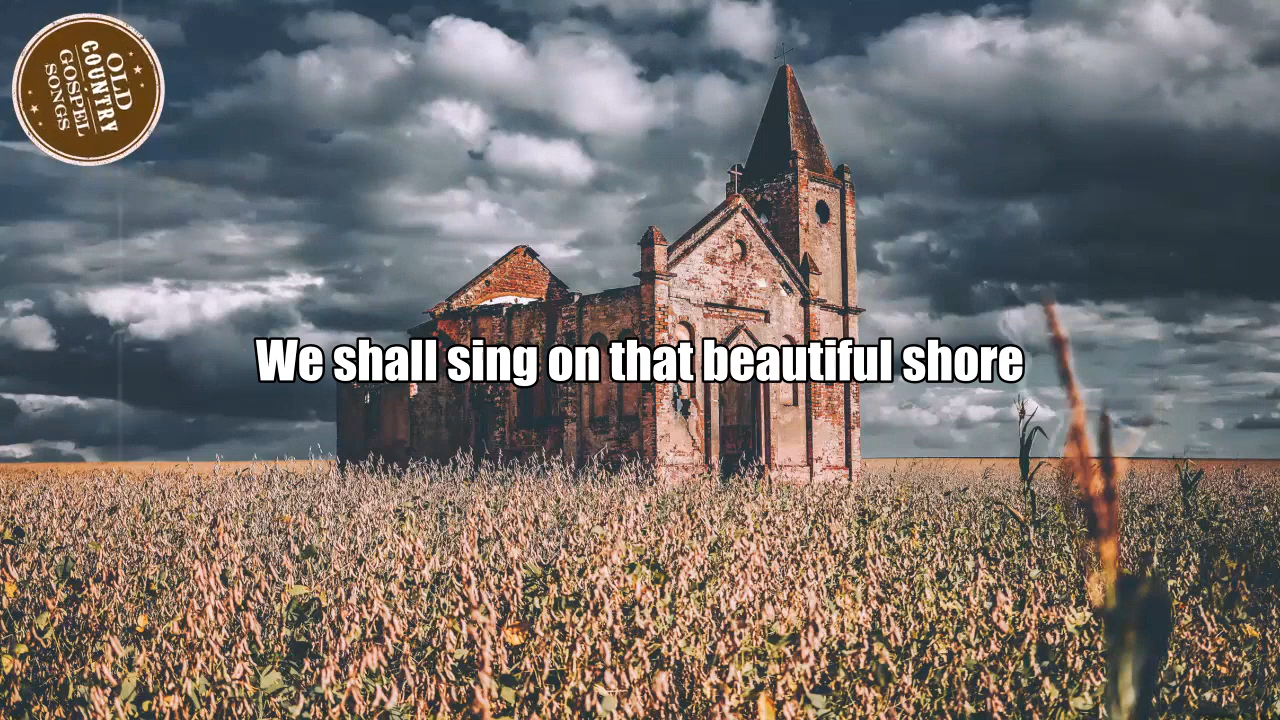 OLD
COUNTRY
GOSPEL
SONGS
We shall sing on that beautiful shore